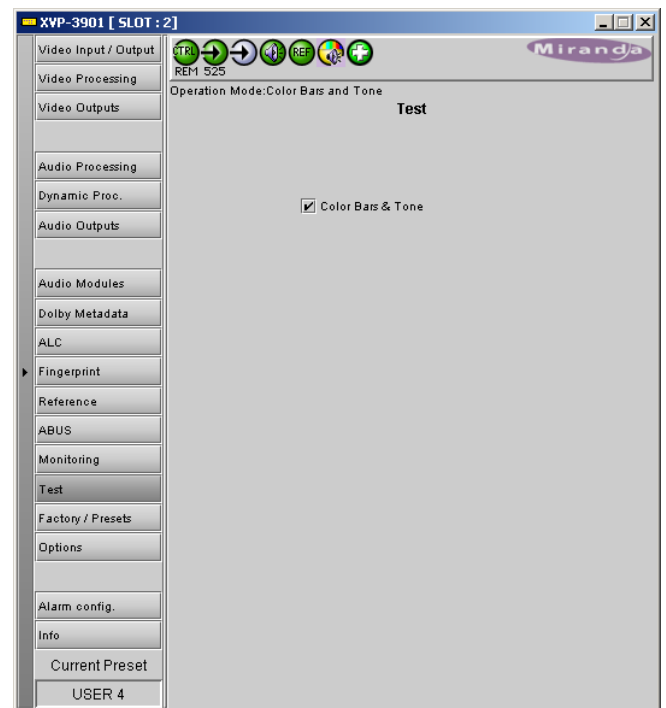 XVP-3901 [ SLOT : 2]
Video Input / Output
Video Processing
Video Outputs
Audio Processing
Dynamic Proc.
Audio Outputs
Audio Modules
Dolby Metadata
ALC
Fingerprint
Reference
ABUS
Monitoring
Test
Factory / Presets
Options
Alarm config.
Info
Current Preset
USER 4
CTRL
REF
REM 525
Miranda
Operation Mode:Color Bars and Tone
Test
Color Bars & Tone